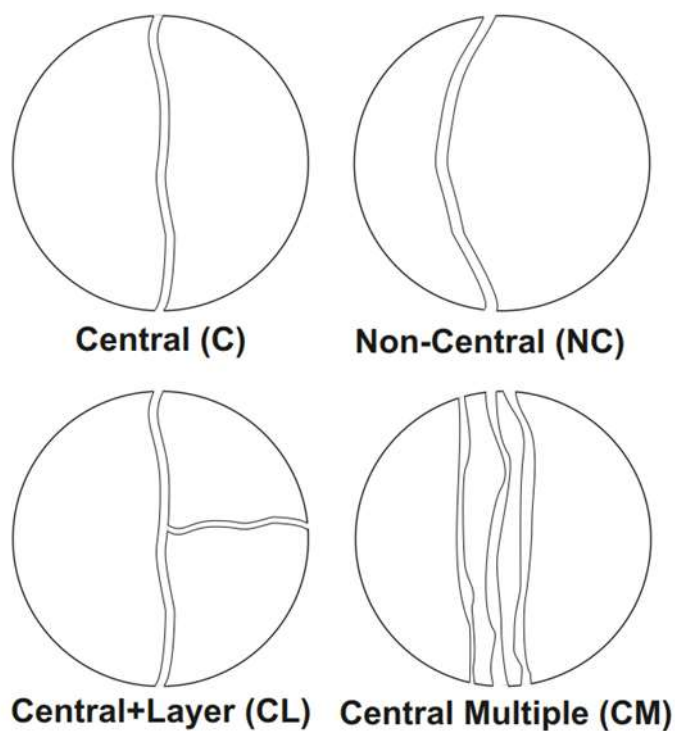 Central (C)
Non-Central (NC)
Central+Layer (CL)
Central Multiple (CM)